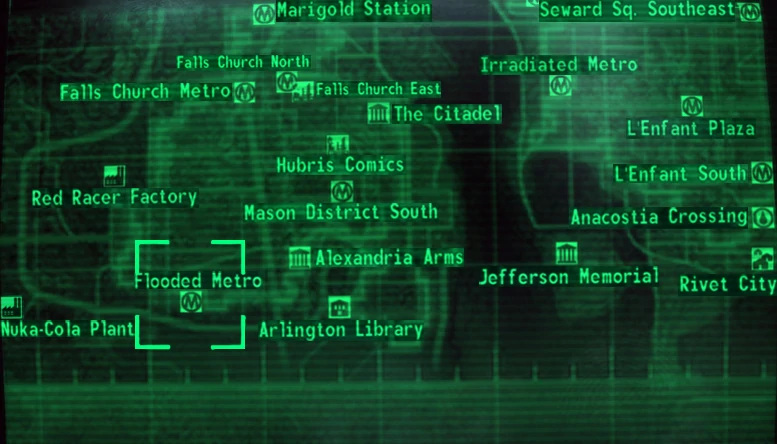 Marigold Station
Seward Sq. Southeast
Falls Church North
Irradiated Metro
Falls Church Metro
Falls Church East
The Citadel
L'Enfant Plaza
Hubris Comics
L'Enfant South
Red Racer Factory
Mason District South
Anacostia Crossing
Alexandria Arms
Flooded Metro
Jefferson Memorial
Rivet City
Nuka-Cola Plant
Arlington Library